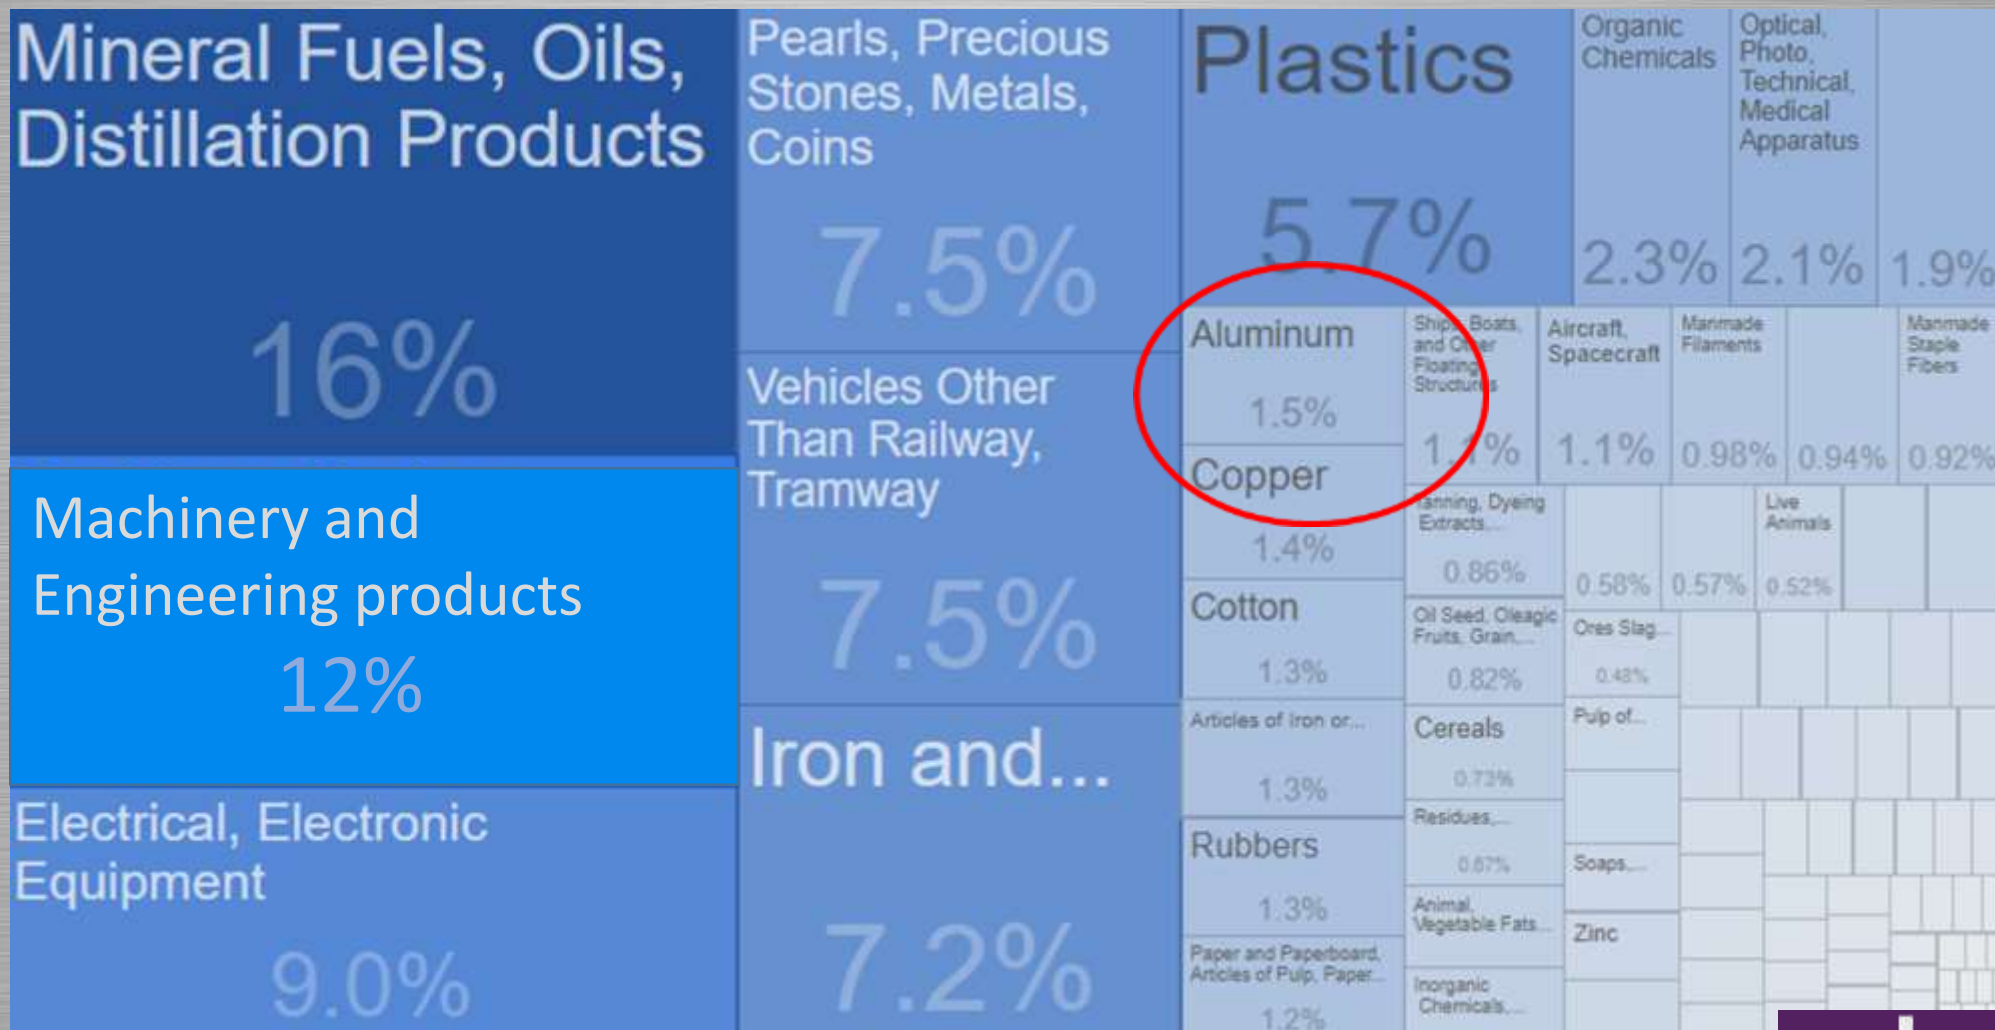 Mineral Fuels, Oils,
Distillation Products
16%
Machinery and
Engineering products
12%
Electrical, Electronic
Equipment
9.0%
Pearls, Precious
Stones, Metals,
Coins
7.5%
Vehicles Other
Than Railway,
Tramway
7.5%
Iron and...
7.2%
Plastics
5.7%
Organic
Chemicals
2.3%
Optical,
Photo,
Technical,
Medical
Apparatus
2.1%
1.9%
Aluminum
1.5%
Copper
1.4%
Cotton
1.3%
Articles of Iron or...
1.3%
Rubbers
1.3%
Paper and Paperboard,
Articles of Pulp, Paper...
1.2%
Ships, Boats,
and Other
Floating
Structures
1.1%
Aircraft,
Spacecraft
1.1%
Manmade
Filaments
0.98%
0.94%
Manmade
Staple
Fibers
0.92%
Tanning, Dyeing
Extracts...
0.86%
0.58%
0.57%
Live
Animals
0.52%
Oil Seed, Oleagic
Fruits, Grain,...
0.82%
Ores Slag...
0.48%
Cereals
0.73%
Pulp of...
Residues,...
0.67%
Soaps,...
Animal,
Vegetable Fats...
Zinc
Inorganic
Chemicals,...